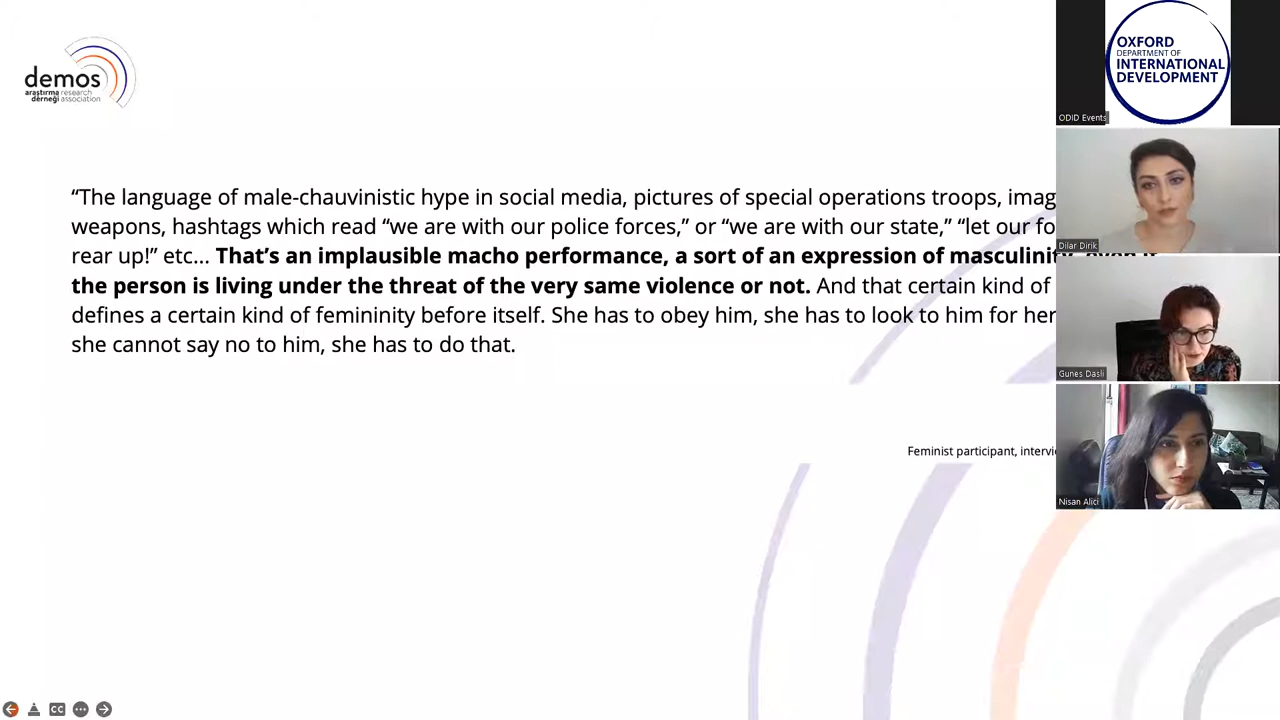 demos
araştırma research
derneği association
“The language of male-chauvinistic hype in social media, pictures of special operations troops,
weapons, hashtags which read “we are with our police forces,” or “we are with our state,” “let our
rear up!” etc... That’s an implausible macho performance, a sort of an expression of masculinity, even if
the person is living under the threat of the very same violence or not. And that certain kind of
defines a certain kind of femininity before itself. She has to obey him, she has to look to him for her
she cannot say no to him, she has to do that.
Feminist participant,
OXFORD
DEPARTMENT OF
INTERNATIONAL
DEVELOPMENT
ODID Events
Dilar Dirik
Gunes Dasli
Nisan Alici
CC